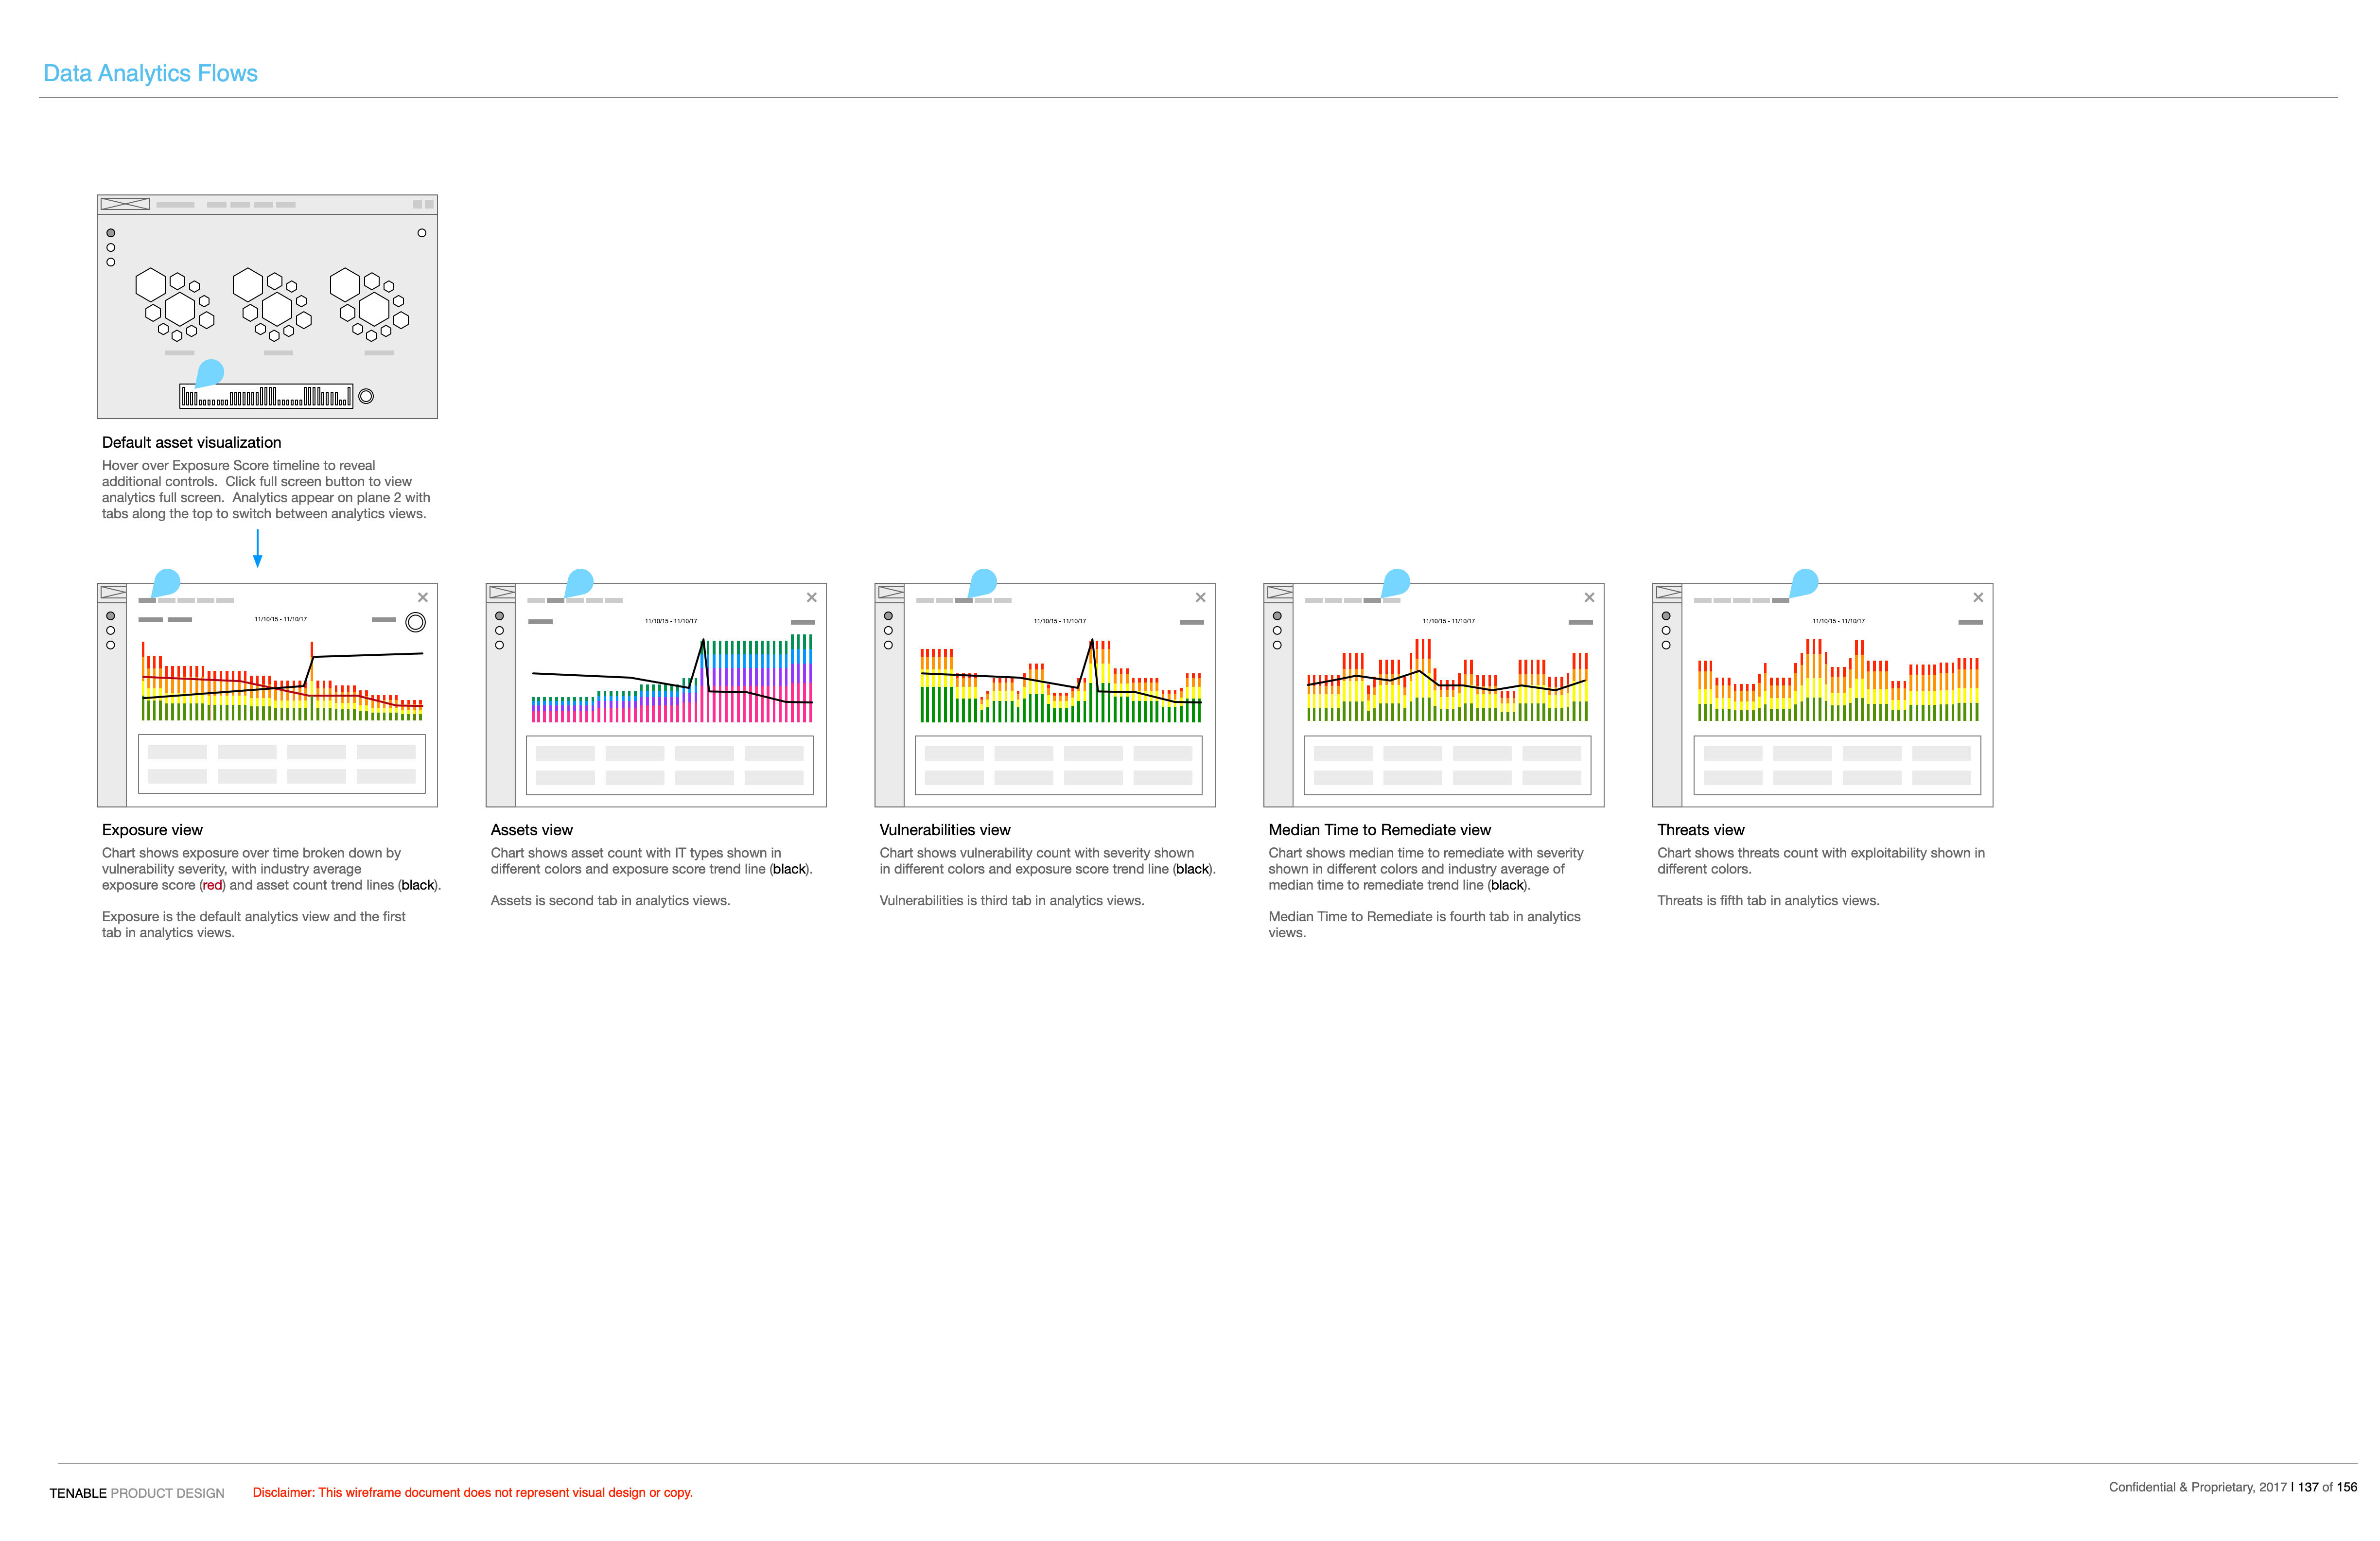 Data Analytics Flows
Default asset visualization
Hover over Exposure Score timeline to reveal
additional controls.  Click full screen button to view
analytics full screen.  Analytics appear on plane 2 with
tabs along the top to switch between analytics views.
11/10/15 - 11/10/17
11/10/15 - 11/10/17
11/10/15 - 11/10/17
11/10/15 - 11/10/17
11/10/15 - 11/10/17
Exposure view
Chart shows exposure over time broken down by
vulnerability severity, with industry average
exposure score (red) and asset count trend lines (black).
Exposure is the default analytics view and the first
tab in analytics views.
Assets view
Chart shows asset count with IT types shown in
different colors and exposure score trend line (black).
Assets is second tab in analytics views.
Vulnerabilities view
Chart shows vulnerability count with severity shown
in different colors and exposure score trend line (black).
Vulnerabilities is third tab in analytics views.
Median Time to Remediate view
Chart shows median time to remediate with severity
shown in different colors and industry average of
median time to remediate trend line (black).
Median Time to Remediate is fourth tab in analytics
views.
Threats view
Chart shows threats count with exploitability shown in
different colors.
Threats is fifth tab in analytics views.
TENABLE PRODUCT DESIGN
Disclaimer: This wireframe document does not represent visual design or copy.
Confidential & Proprietary, 2017 | 137 of 156